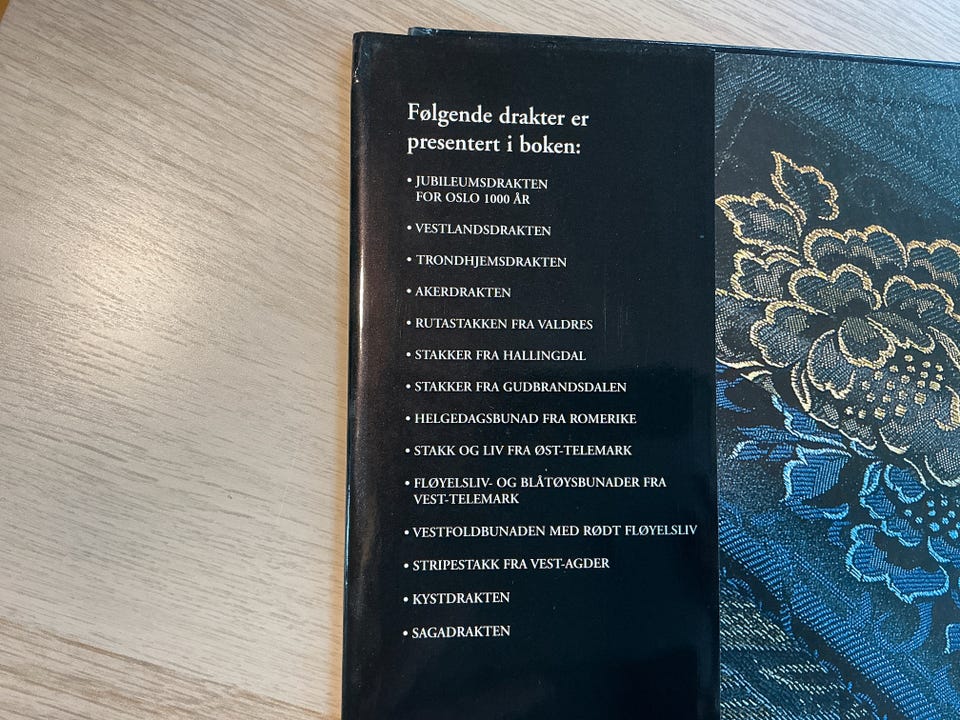 Følgende drakter er
presentert i boken:
• JUBILEUMSDRAKTEN
FOR OSLO 1000 ÅR
• VESTLANDSDRAKTEN
• TRONDHJEMSDRAKTEN
• AKERDRAKTEN
• RUTASTAKKEN FRA VALDRES
• STAKKER FRA HALLINGDAL
• STAKKER FRA GUDBRANDSDALEN
• HELGEDAGSBUNAD FRA ROMERIKE
• STAKK OG LIV FRA ØST-TELEMARK
• FLØYELSLIV- OG BLÅTØYSBUNADER FRA
VEST-TELEMARK
• VESTFOLDBUNADEN MED RØDT FLØYELSLIV
• STRIPESTAKK FRA VEST-AGDER
• KYSTDRAKTEN
• SAGADRAKTEN